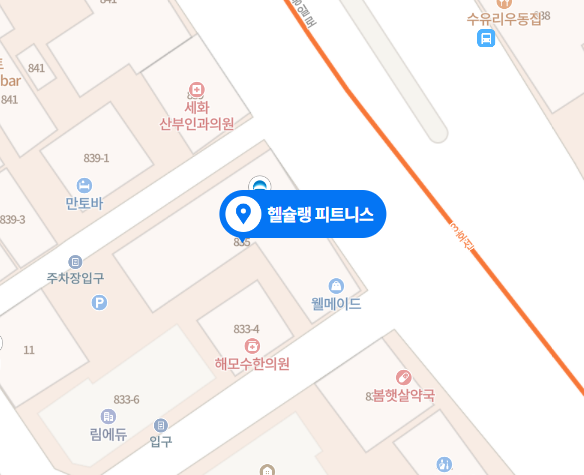 841
수유리우동집
638
트
bar
841
841
세화
산부인과의원
839-1
만토바
839-3
헬슐랭 피트니스
835
주차장입구
P
웰메이드
11
833-4
해모수한의원
봄햇살약국
833-6
림에듀
입구